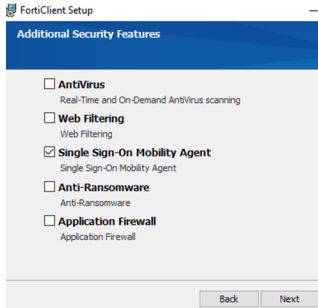 FortiClient Setup
Additional Security Features
AntiVirus
Real-Time and On-Demand AntiVirus scanning
Web Filtering
Web Filtering
Single Sign-On Mobility Agent
Single Sign-On Mobility Agent
Anti-Ransomware
Anti-Ransomware
Application Firewall
Application Firewall
Back Next